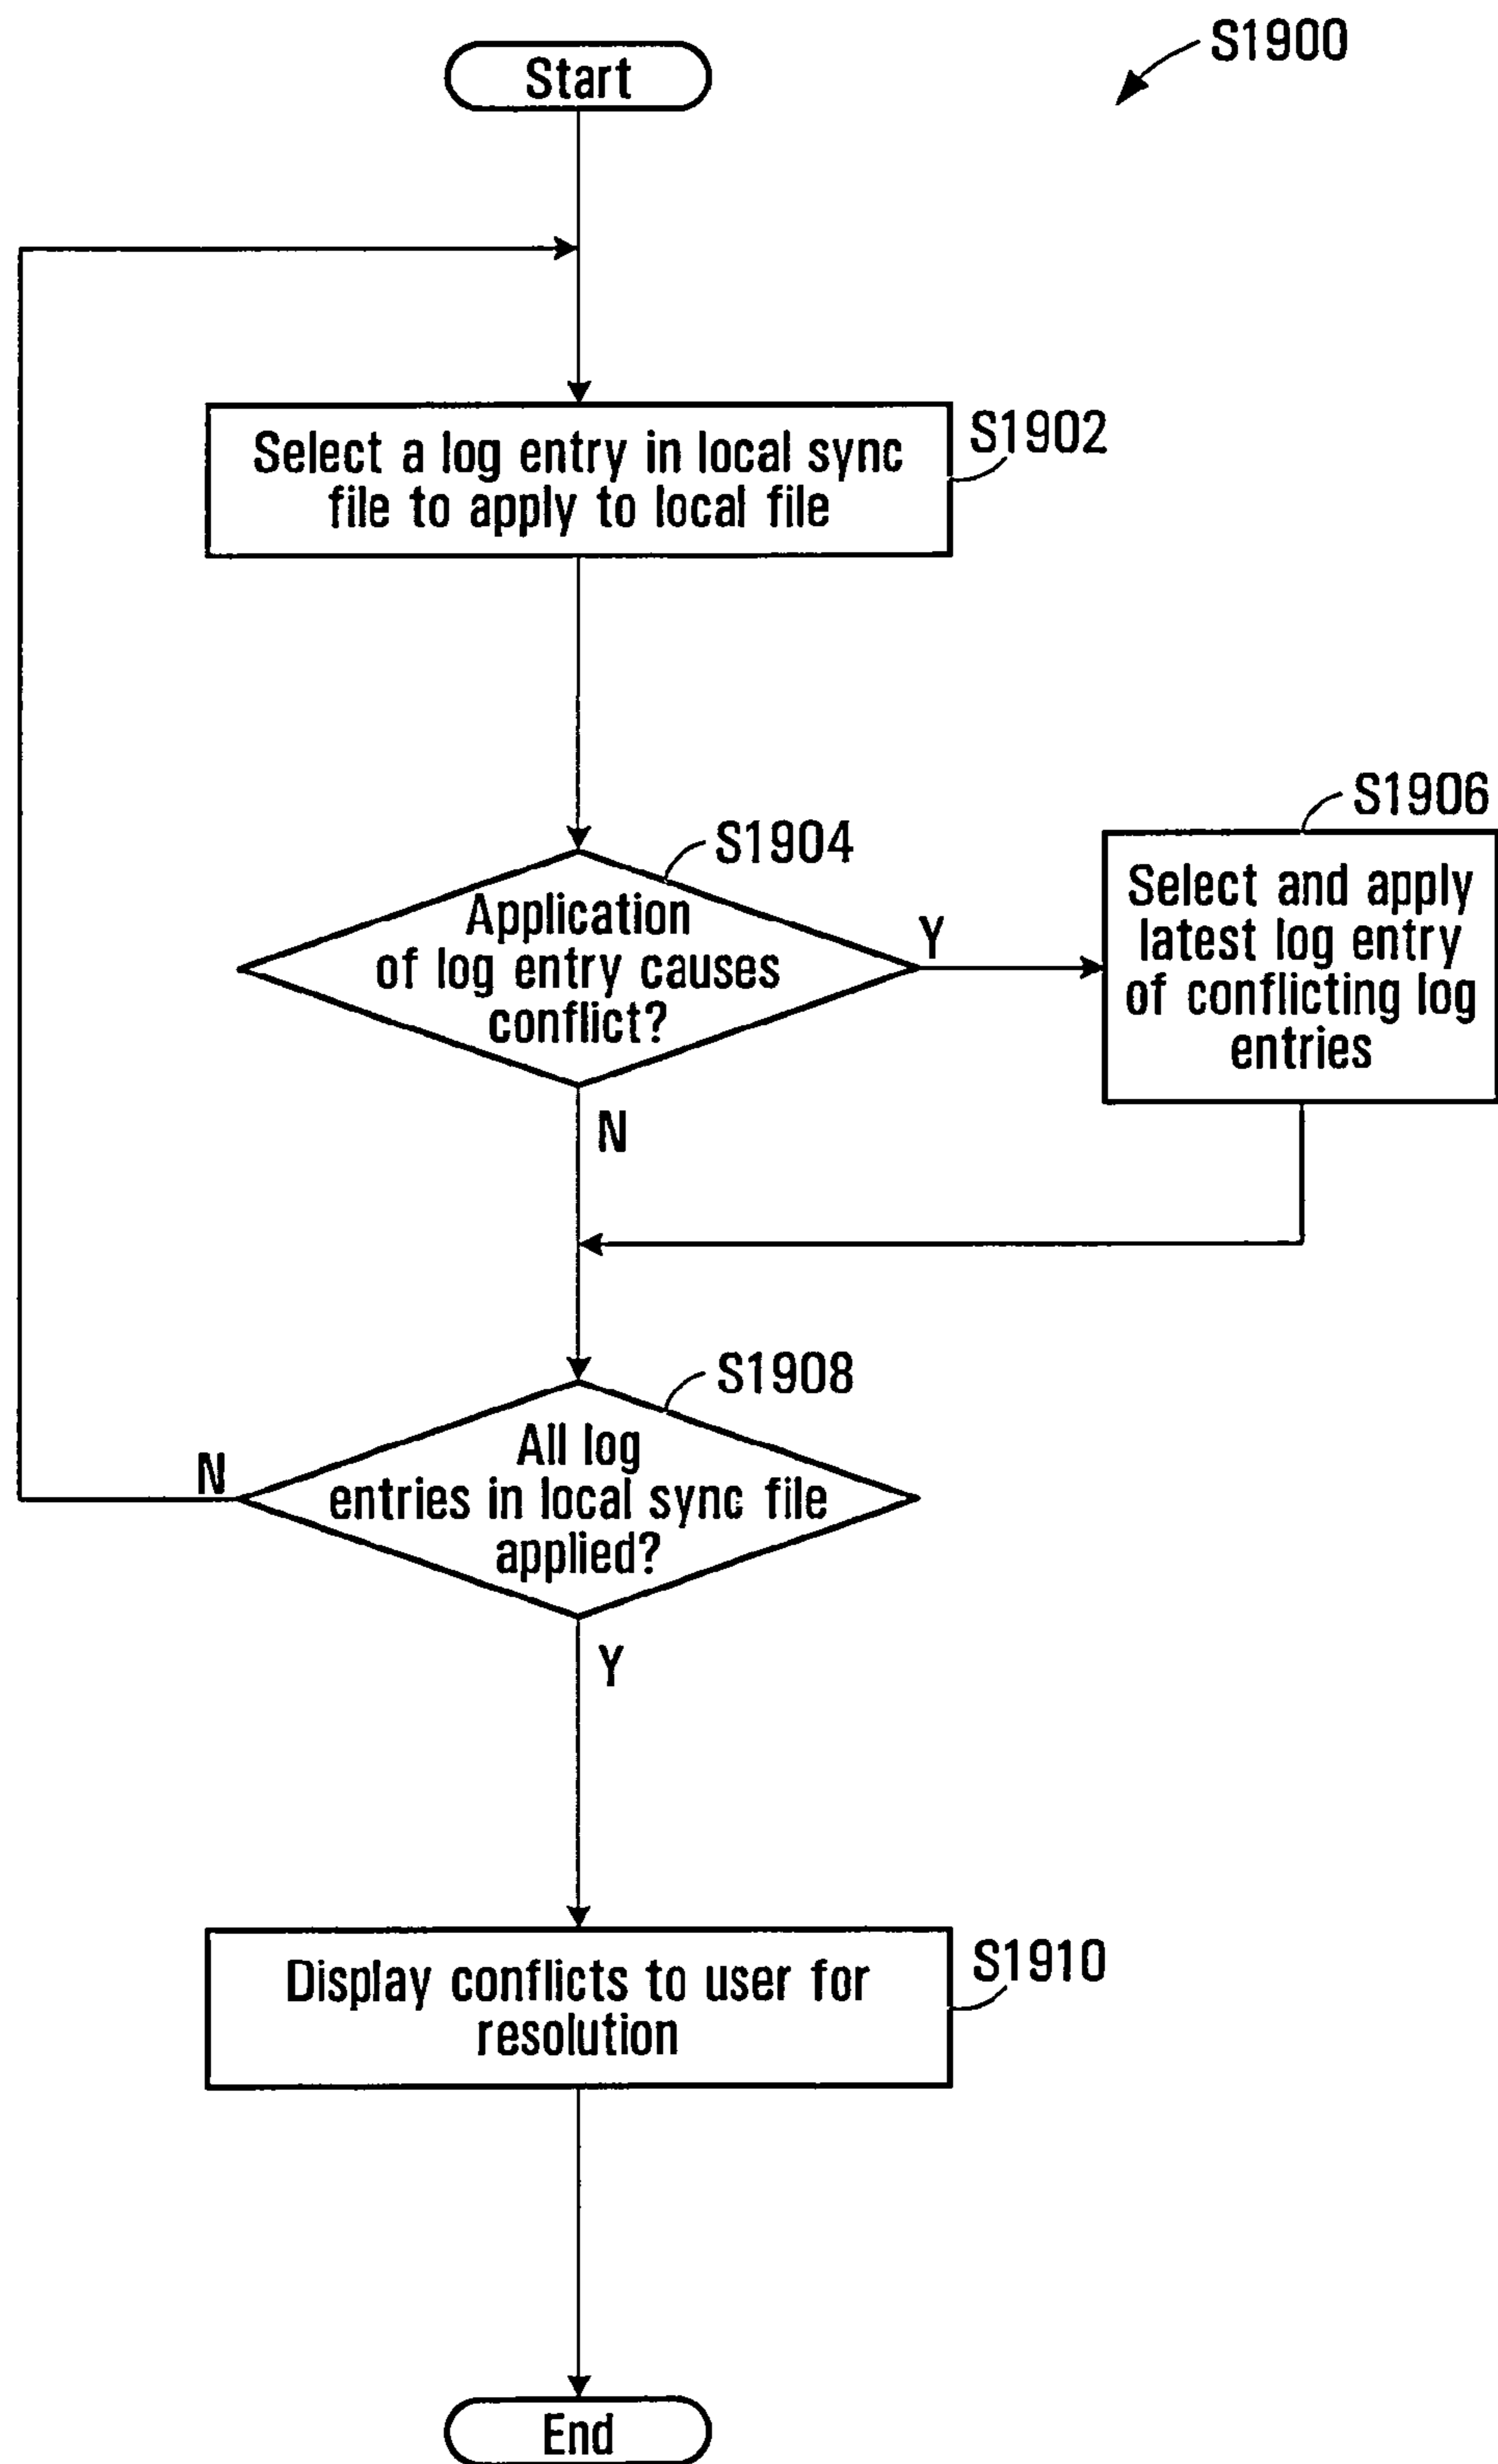 S1900
Start
Select a log entry in local sync
file to apply to local file
S1902
S1904
Application
of log entry causes
conflict?
Y
N
S1906
Select and apply
latest log entry
of conflicting log
entries
S1908
All log
entries in local sync file
applied?
N
Y
Display conflicts to user for
resolution
S1910
End